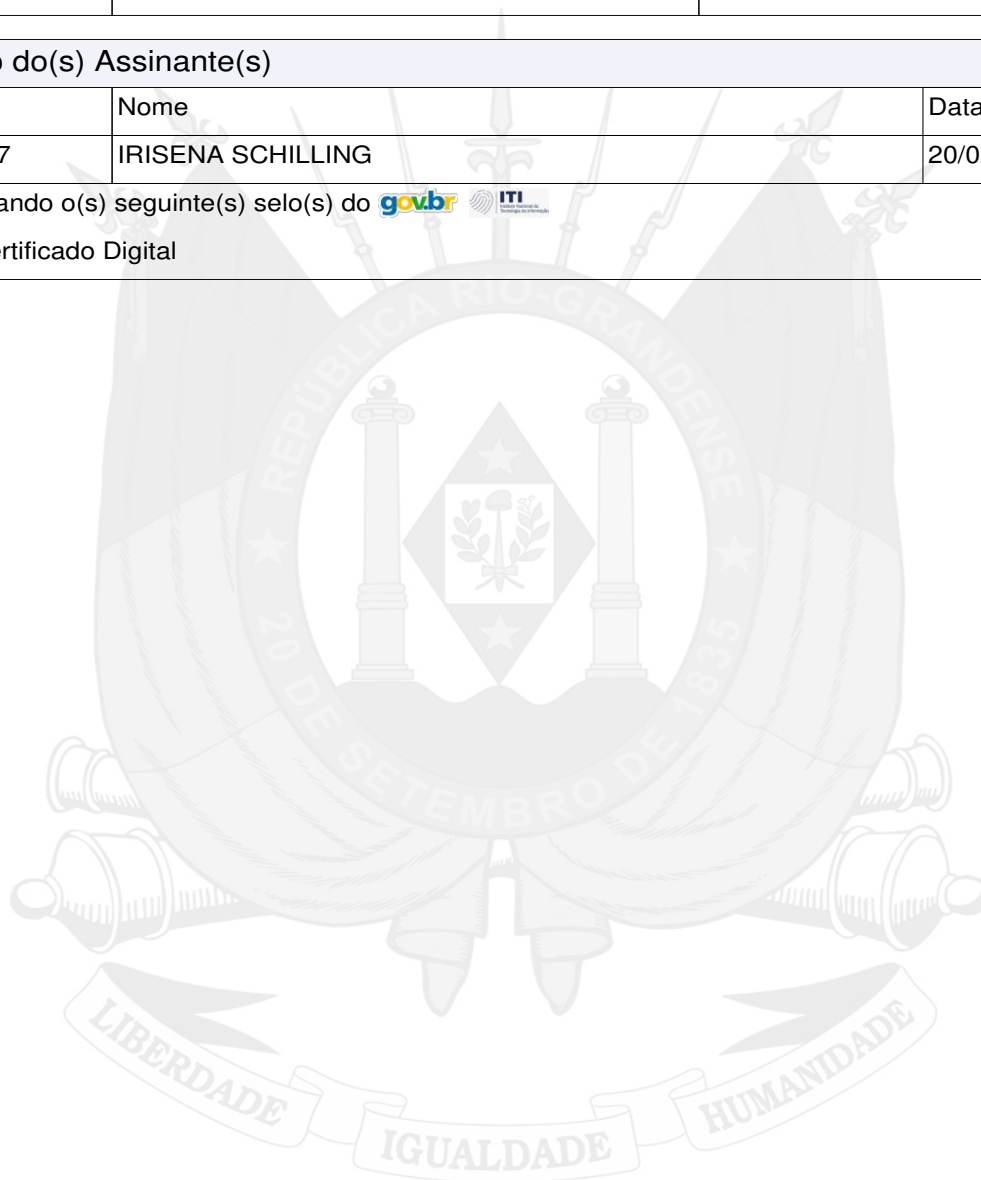 o do(s) Assinante(s)
Nome Data
7 IRISENA SCHILLING 20/0
ando o(s) seguinte(s) selo(s) do gov.br ITI
ertificado Digital
REPÚBLICA RIO-GRANDENSE
20 DE SETEMBRO DE 1835
LIBERDADE IGUALDADE HUMANIDADE